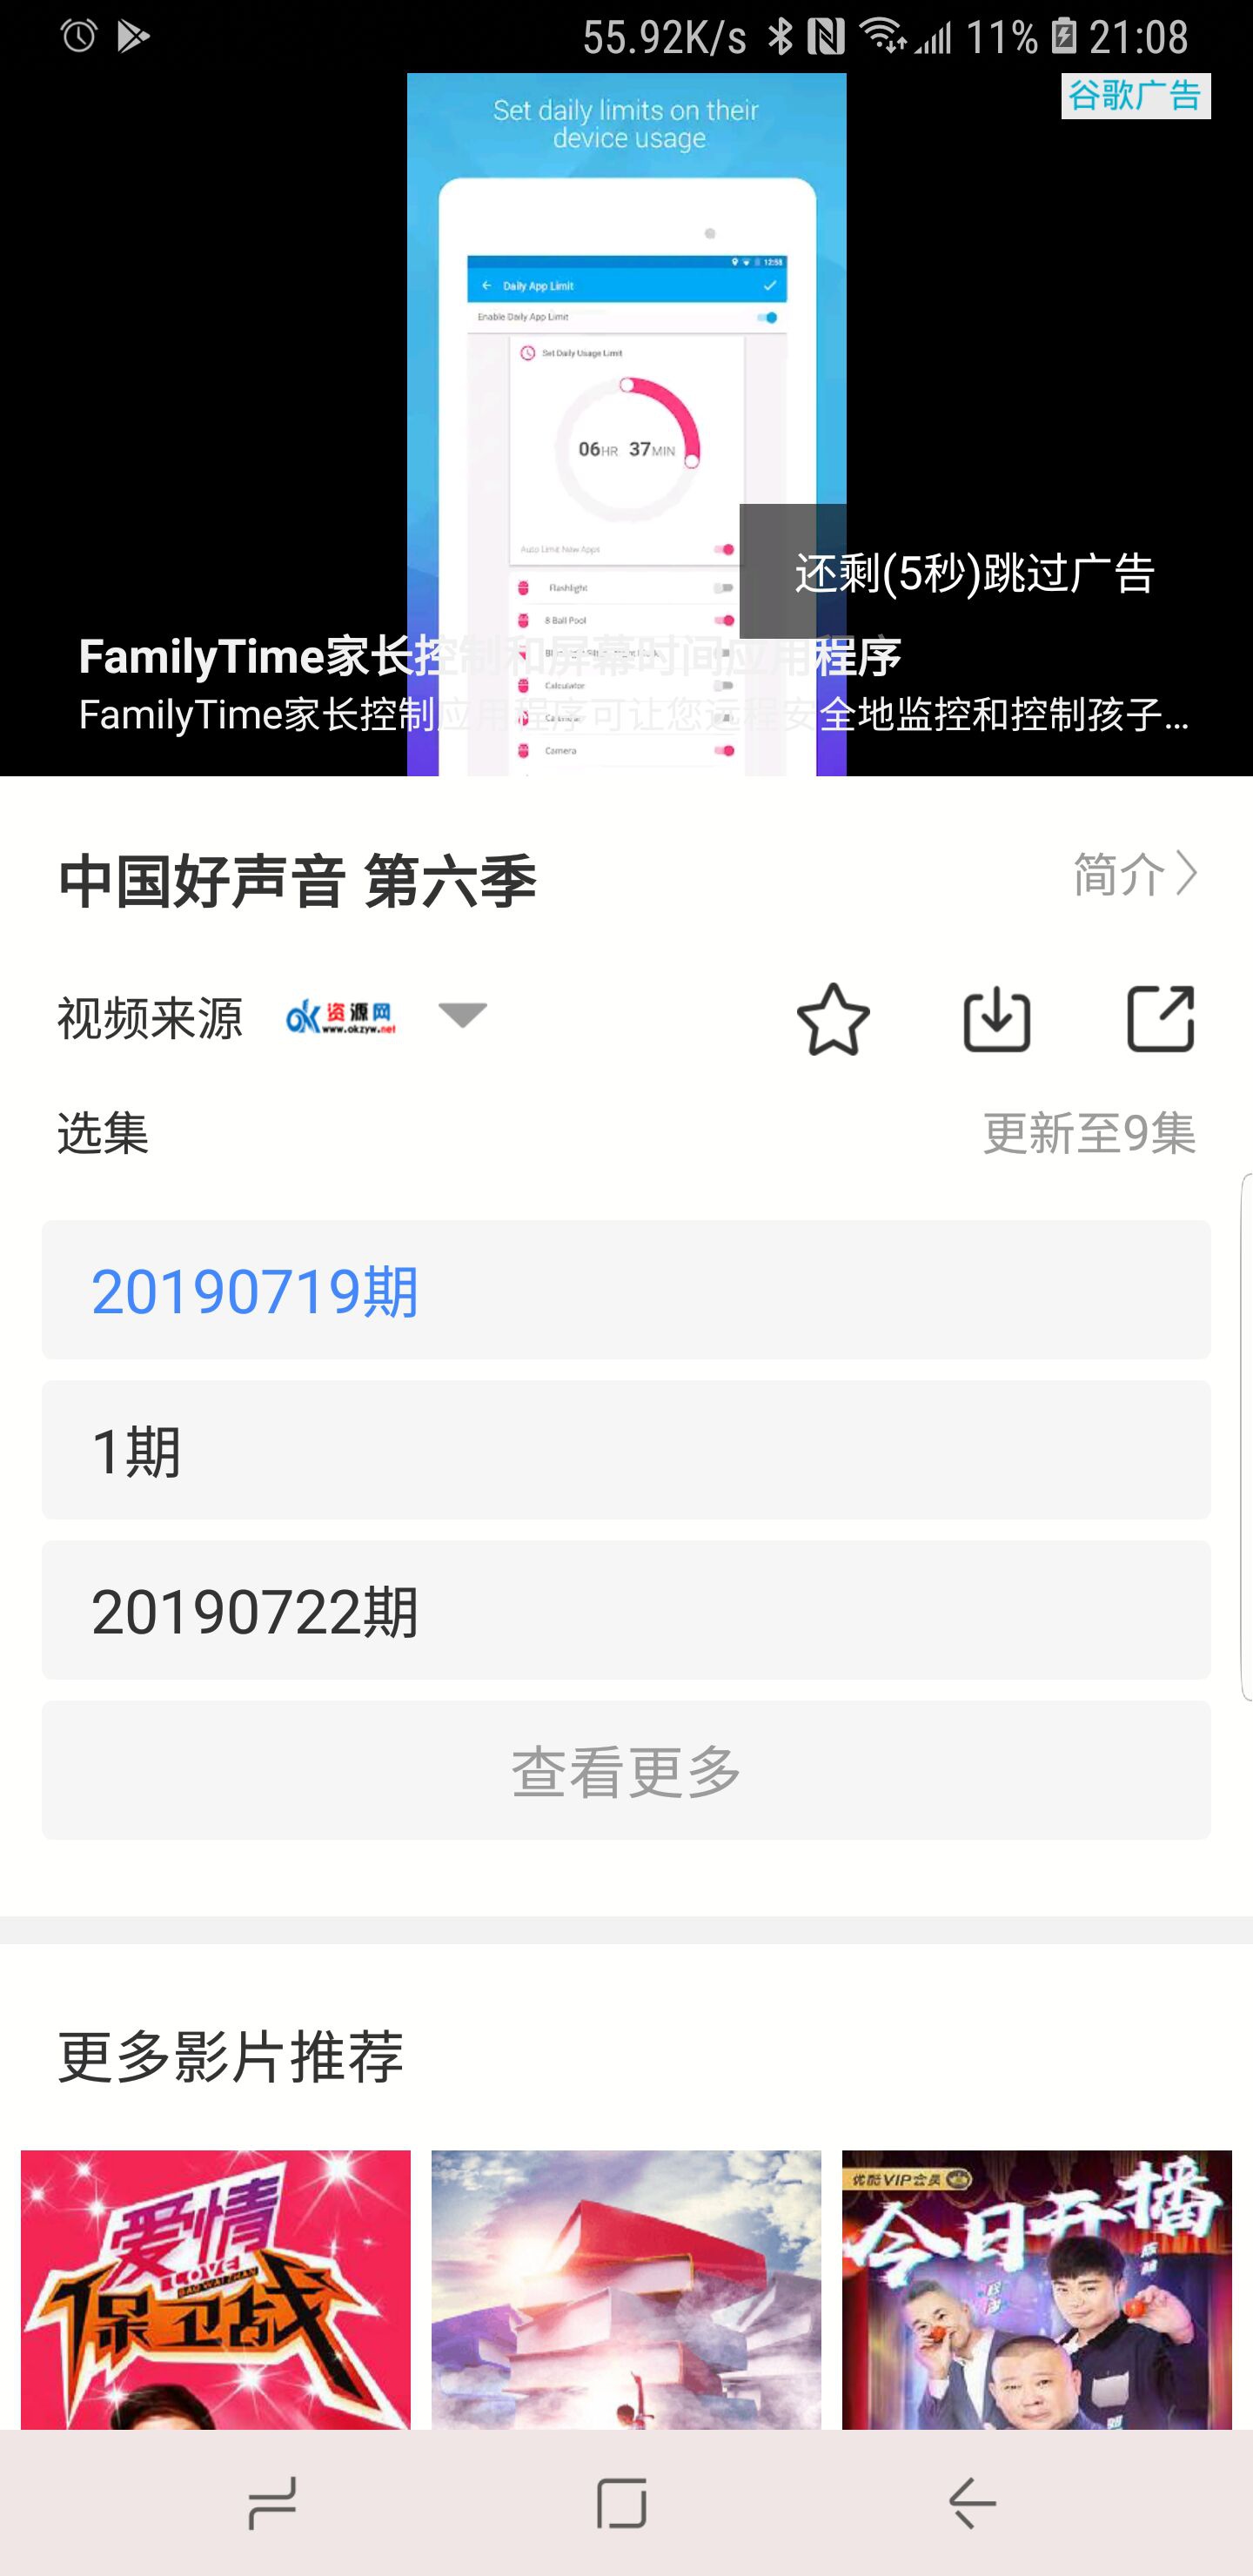 55.92K/s 11% 21:08
谷歌广告
Set daily limits on their
device usage
12:58
Daily App Limit
Enable Daily App Limit
Set Daily Usage Limit
06HR 37MIN
Auto Limit New Apps
还剩(5秒)跳过广告
Flashlight
8 Ball Pool
FamilyTime家长控制和屏幕时间应用程序
Calculator
FamilyTime家长控制应用程序可让您远程安全地监控和控制孩子...
Camera
中国好声音 第六季
简介
视频来源
OK资源网
www.okzyw.net
选集
更新至9集
20190719期
1期
20190722期
查看更多
更多影片推荐
爱情
LOVE
BAO WAI ZHAN
保卫战
优酷VIP会员
今日开播